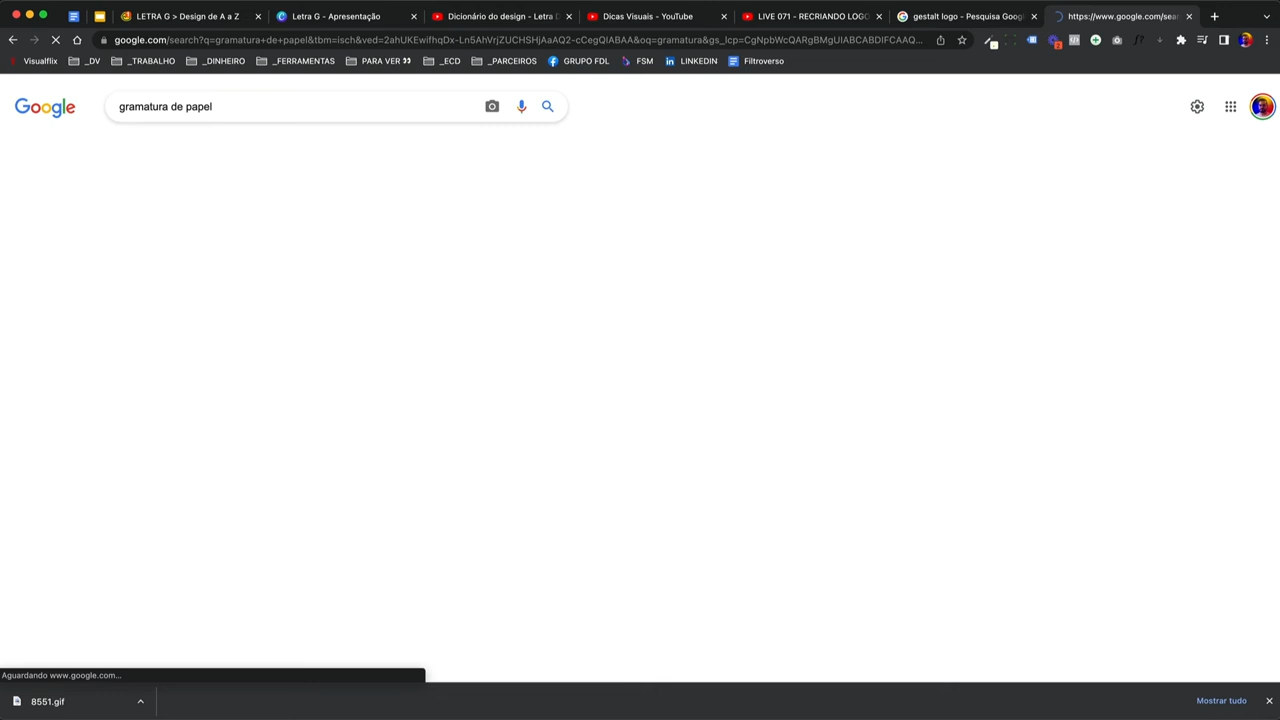 LETRA G > Design de A a Z
Letra G - Apresentação
Dicionário do design - Letra D
Dicas Visuais - YouTube
LIVE 071 - RECRIANDO LOGO
gestalt logo - Pesquisa Googl
https://www.google.com/sear
google.com/search?q=gramatura+de+papel&tbm=isch&ved=2ahUKEwifhqDx-Ln5AhVrjZUCHSHjAaAQ2-cCegQIABAA&oq=gramatura&gs_lcp=CgNpbWcQARgBMgUIABCABDIFCAAQ...
Visualflix
_DV
_TRABALHO
_DINHEIRO
_FERRAMENTAS
PARA VER 👀
_ECD
_PARCEIROS
GRUPO FDL
FSM
LINKEDIN
Filtroverso
Google
gramatura de papel
Aguardando www.google.com...
8551.gif
Mostrar tudo